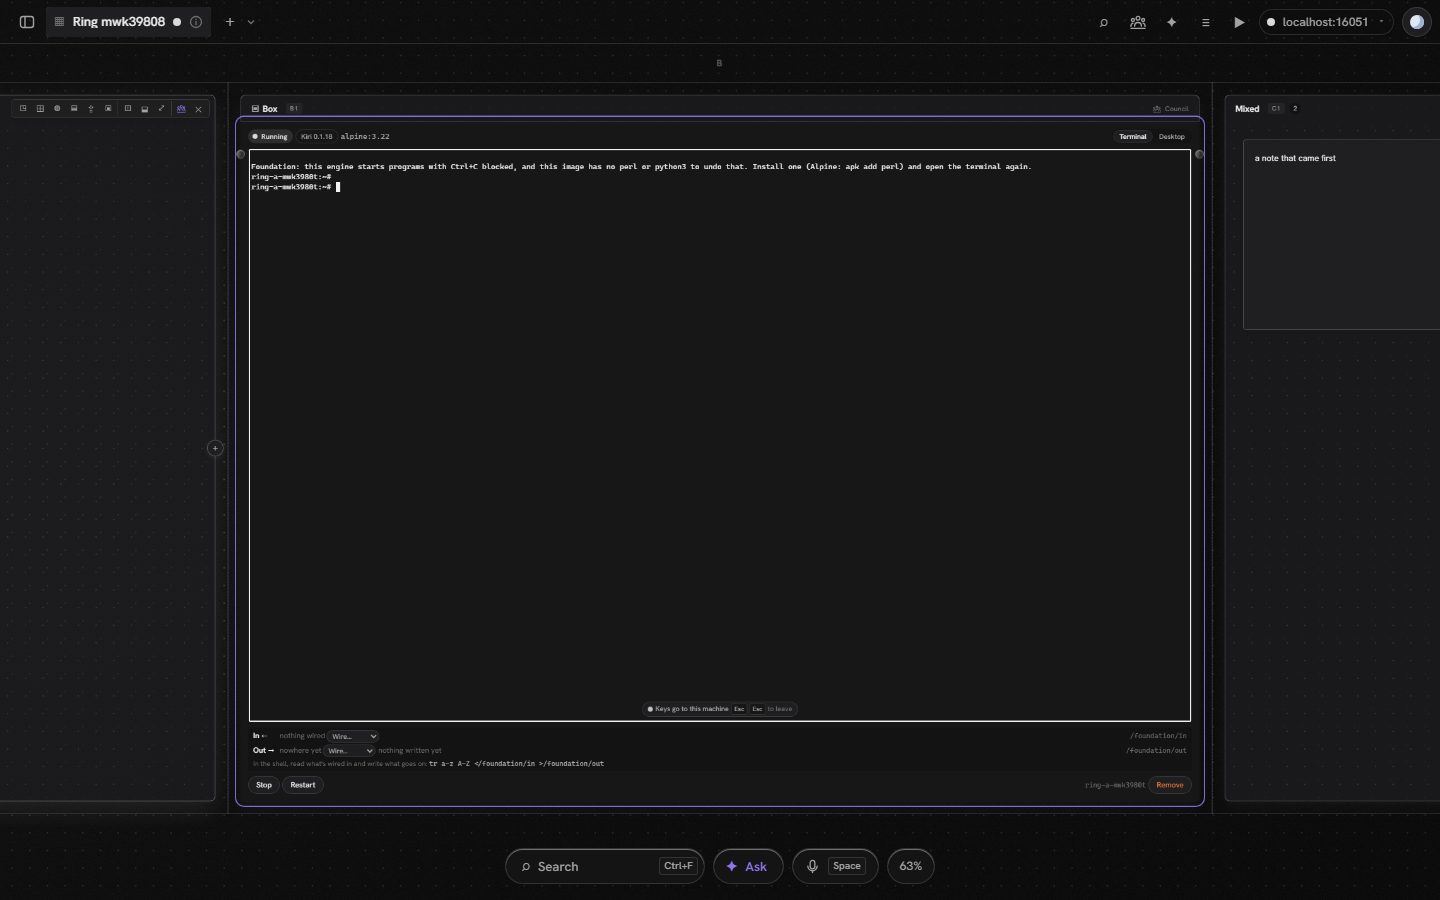 Ring mwk39808
localhost:16051
B
Box B1
Council
Mixed C1 2
Running Kiri 0.1.18 alpine:3.22
Terminal Desktop
a note that came first
Foundation: this engine starts programs with Ctrl+C blocked, and this image has no perl or python3 to undo that. Install one (Alpine: apk add perl) and open the terminal again.
ring-a-mwk3980t:~#
ring-a-mwk3980t:~#
Keys go to this machine Esc Esc to leave
In ← nothing wired Wire… /foundation/in
Out → nowhere yet Wire… nothing written yet /foundation/out
In the shell, read what's wired in and write what goes on: tr a-z A-Z </foundation/in >/foundation/out
Stop Restart ring-a-mwk3980t Remove
Search Ctrl+F Ask Space 63%